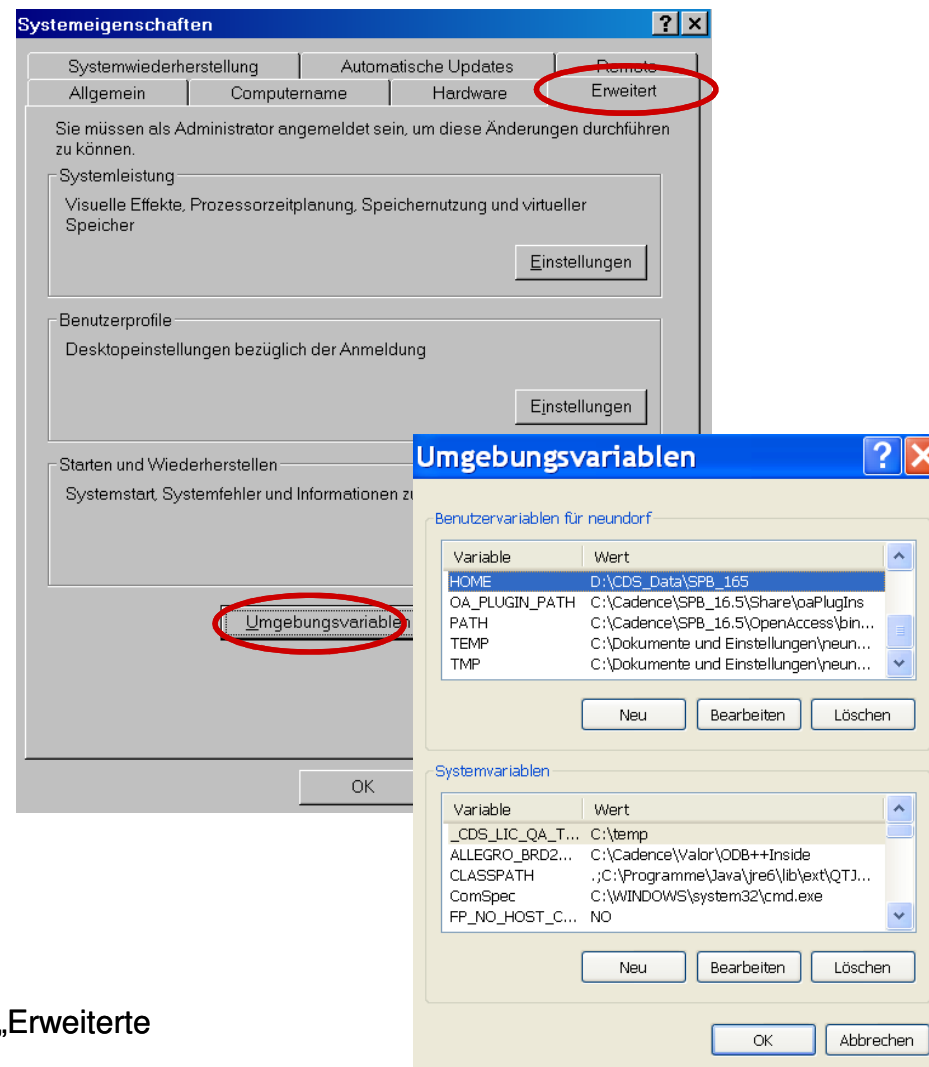 Systemeigenschaften
Systemwiederherstellung Automatische Updates Remote
Allgemein Computername Hardware Erweitert
Sie müssen als Administrator angemeldet sein, um diese Änderungen durchführen
zu können.
Systemleistung
Visuelle Effekte, Prozessorzeitplanung, Speichernutzung und virtueller
Speicher
Einstellungen
Benutzerprofile
Desktopeinstellungen bezüglich der Anmeldung
Einstellungen
Starten und Wiederherstellen
Systemstart, Systemfehler und Informationen
Umgebungsvariablen
OK
Umgebungsvariablen
Benutzervariablen für neundorf
Variable Wert
HOME D:\CDS_Data\SPB_165
OA_PLUGIN_PATH C:\Cadence\SPB_16.5\Share\oaPlugIns
PATH C:\Cadence\SPB_16.5\OpenAccess\bin...
TEMP C:\Dokumente und Einstellungen\neun...
TMP C:\Dokumente und Einstellungen\neun...
Neu Bearbeiten Löschen
Systemvariablen
Variable Wert
_CDS_LIC_QA_T... C:\temp
ALLEGRO_BRD2... C:\Cadence\Valor\ODB++Inside
CLASSPATH .;C:\Programme\Java\jre6\lib\ext\QTJ...
ComSpec C:\WINDOWS\system32\cmd.exe
FP_NO_HOST_C... NO
Neu Bearbeiten Löschen
OK Abbrechen
„Erweiterte